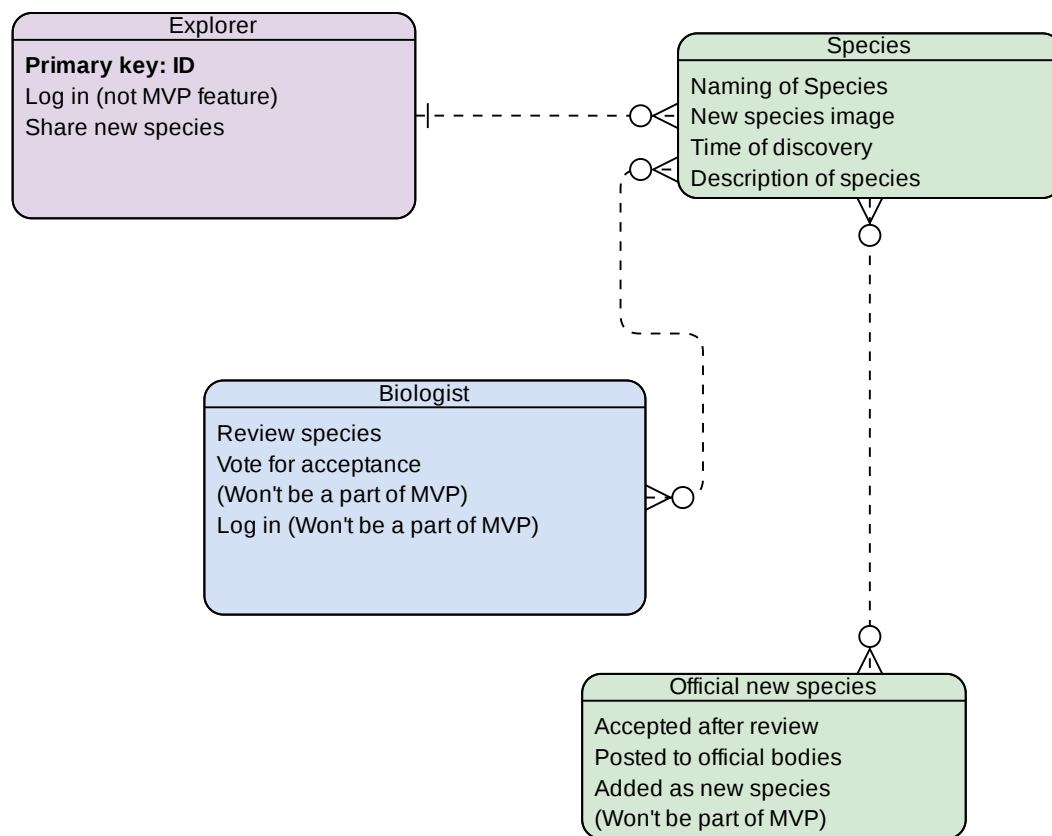 Explorer
Primary key: ID
Log in (not MVP feature)
Share new species
Species
Naming of Species
New species image
Time of discovery
Description of species
Biologist
Review species
Vote for acceptance
(Won't be a part of MVP)
Log in (Won't be a part of MVP)
Official new species
Accepted after review
Posted to official bodies
Added as new species
(Won't be part of MVP)